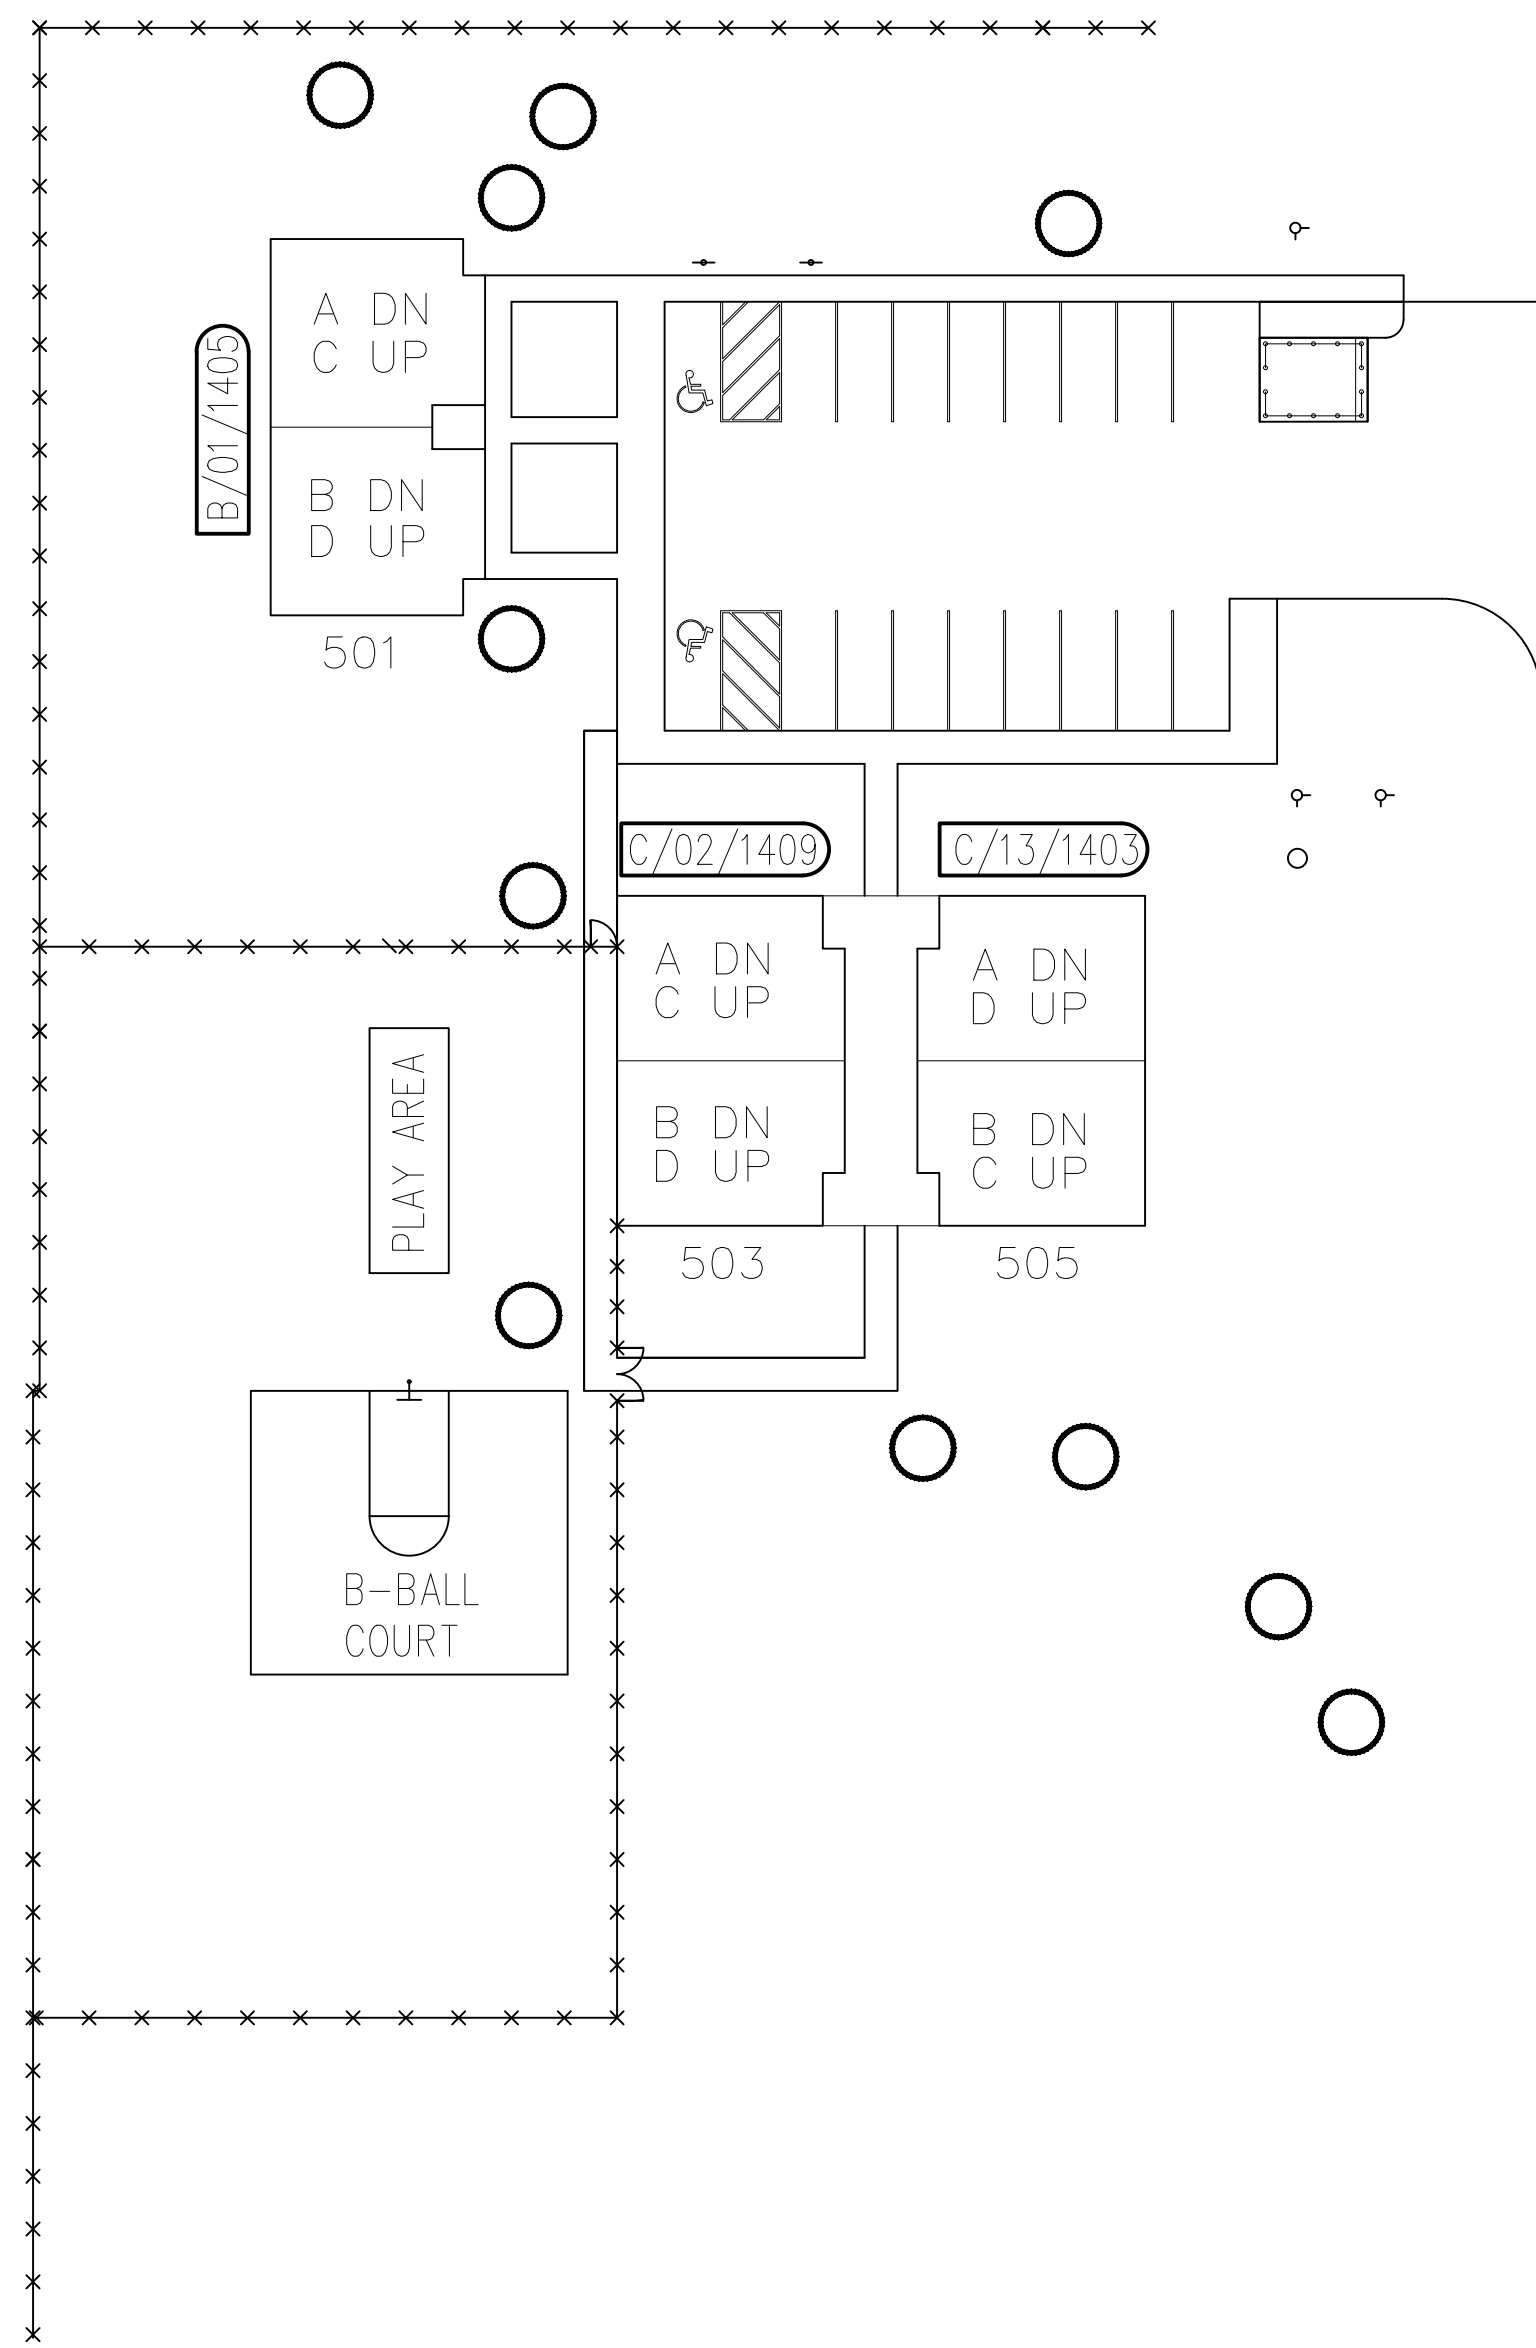 A DN
C UP
B/01/1405
B DN
D UP
501
C/02/1409
C/13/1403
A DN
C UP
A DN
D UP
PLAY AREA
B DN
D UP
B DN
C UP
503
505
B-BALL
COURT